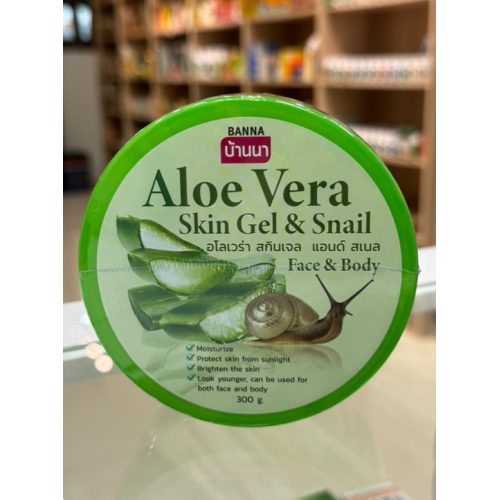 BANNA
บ้านนา
Aloe Vera
Skin Gel & Snail
อโลเวร่า สกินเจล แอนด์ สเนล
Face & Body
Moisturize
Protect skin from sunlight
Brighten the skin
Look younger, can be used for
both face and body
300 g.